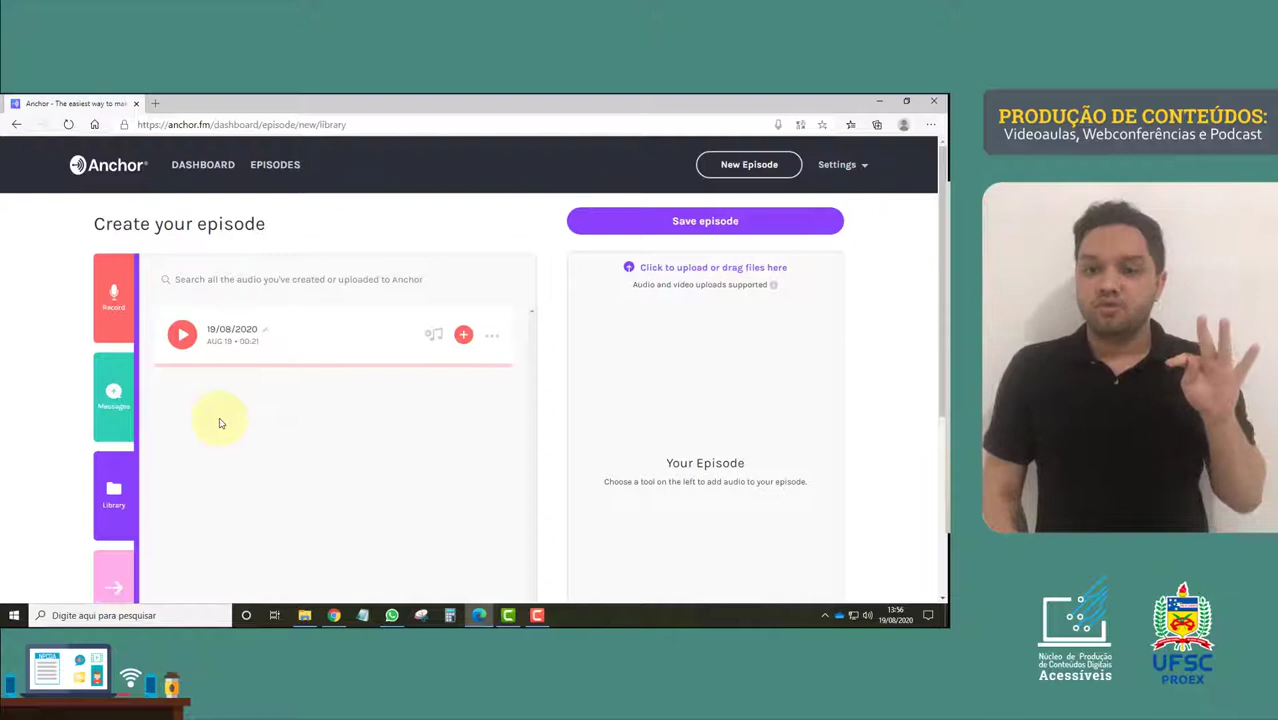 Anchor - The easiest way to mak
https://anchor.fm/dashboard/episode/new/library
Anchor
DASHBOARD
EPISODES
New Episode
Settings
Create your episode
Save episode
Record
Messages
Library
Search all the audio you've created or uploaded to Anchor
19/08/2020
AUG 19 • 00:21
Click to upload or drag files here
Audio and video uploads supported
Your Episode
Choose a tool on the left to add audio to your episode.
Digite aqui para pesquisar
13:56
19/08/2020
PRODUÇÃO DE CONTEÚDOS:
Videoaulas, Webconferências e Podcast
Núcleo de Produção
de Conteúdos Digitais
Acessíveis
UFSC
PROEX